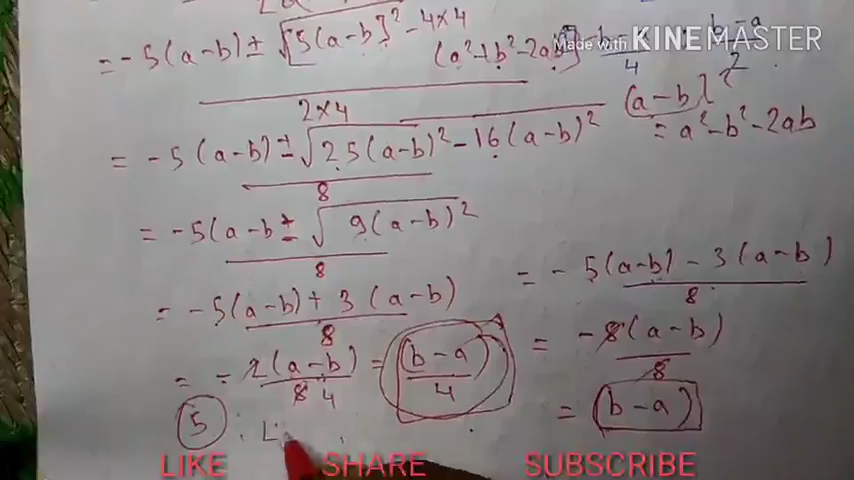 = -5(a-b) ± √[5(a-b)]² - 4×4 (a²+b²-2ab)
2×4
b-a
4
b-a
2
Made with KINEMASTER
(a-b)²
= a²-b²-2ab
= -5(a-b) ± √25(a-b)² - 16(a-b)²
8
= -5(a-b ± √9(a-b)²
8
= -5(a-b) + 3(a-b)
8
= -2(a-b) = (b-a)
8 4
4
= -5(a-b) - 3(a-b)
8
= -8(a-b)
8
= (b-a)
5 : L
LIKE SHARE SUBSCRIBE